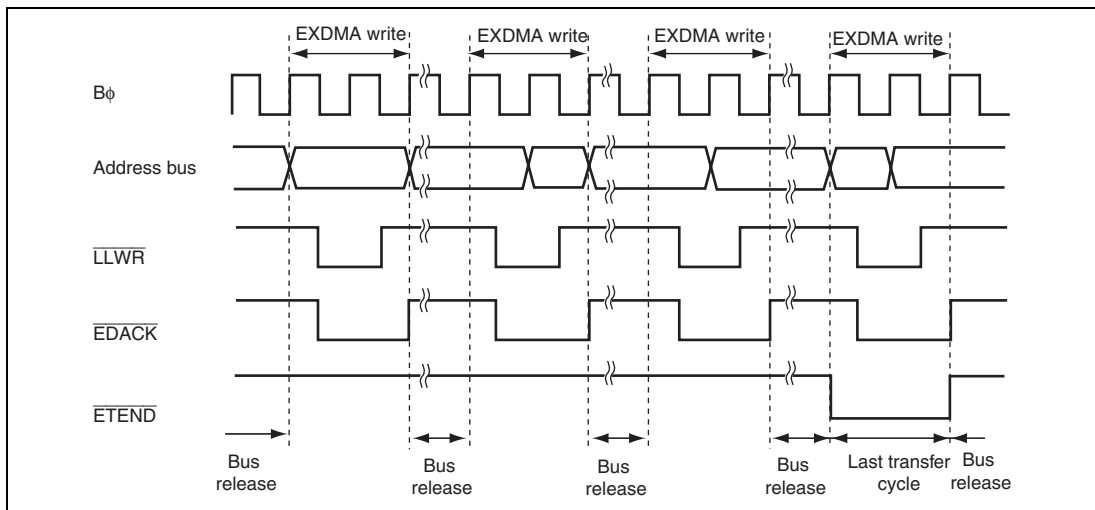 EXDMA write EXDMA write EXDMA write EXDMA write
Bϕ
Address bus
LLWR
EDACK
ETEND
Bus release
Bus release
Bus release
Bus release
Last transfer cycle
Bus release